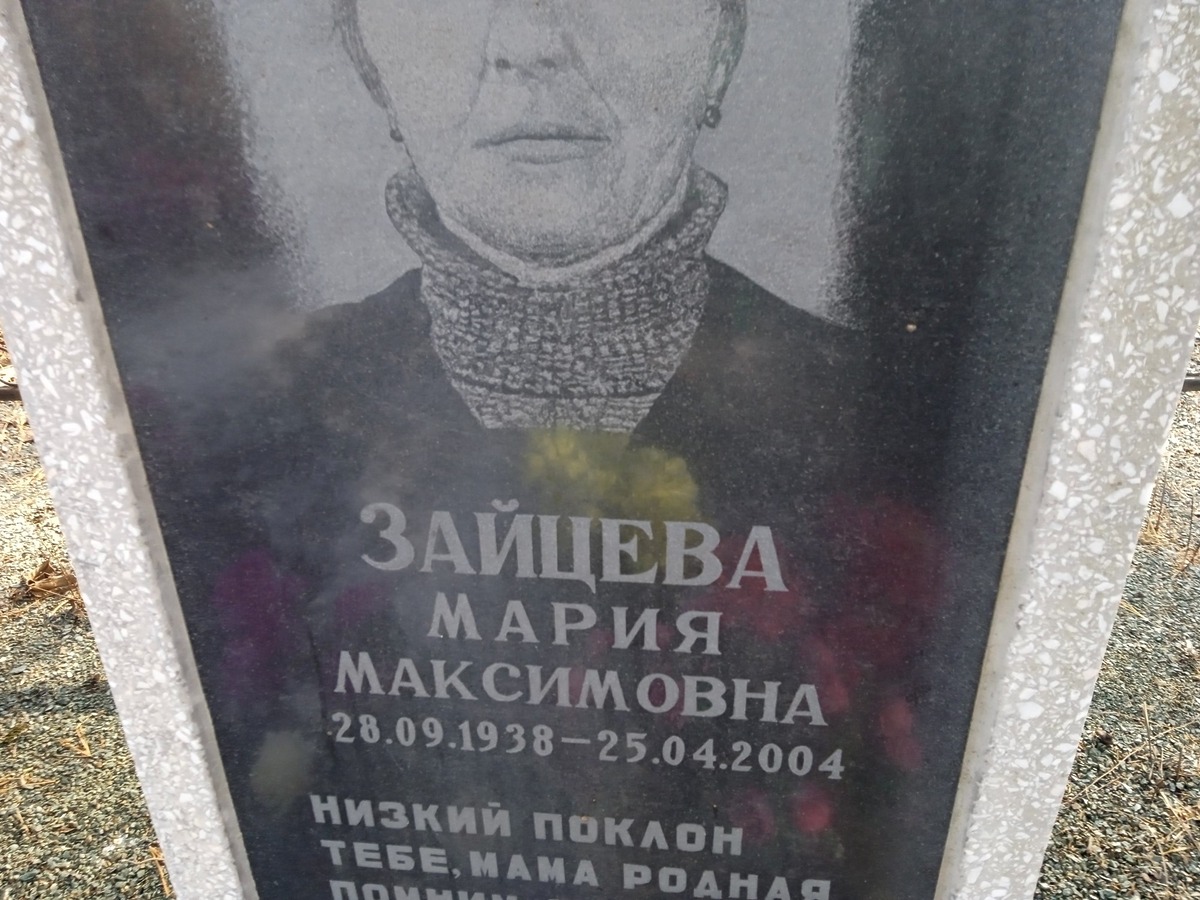 ЗАЙЦЕВА
МАРИЯ
МАКСИМОВНА
28.09.1938–25.04.2004
НИЗКИЙ ПОКЛОН
ТЕБЕ, МАМА РОДНАЯ